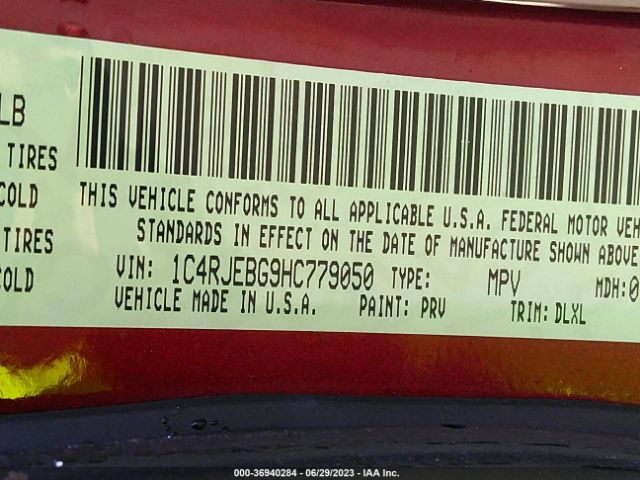 LB
TIRES
COLD
TIRES
COLD
THIS VEHICLE CONFORMS TO ALL APPLICABLE U.S.A. FEDERAL MOTOR VEH
STANDARDS IN EFFECT ON THE DATE OF MANUFACTURE SHOWN ABOVE
VIN: 1C4RJEBG9HC779050 TYPE: MPV MDH:0
VEHICLE MADE IN U.S.A. PAINT: PRV TRIM: DLXL
000-36940284 - 06/29/2023 - IAA Inc.